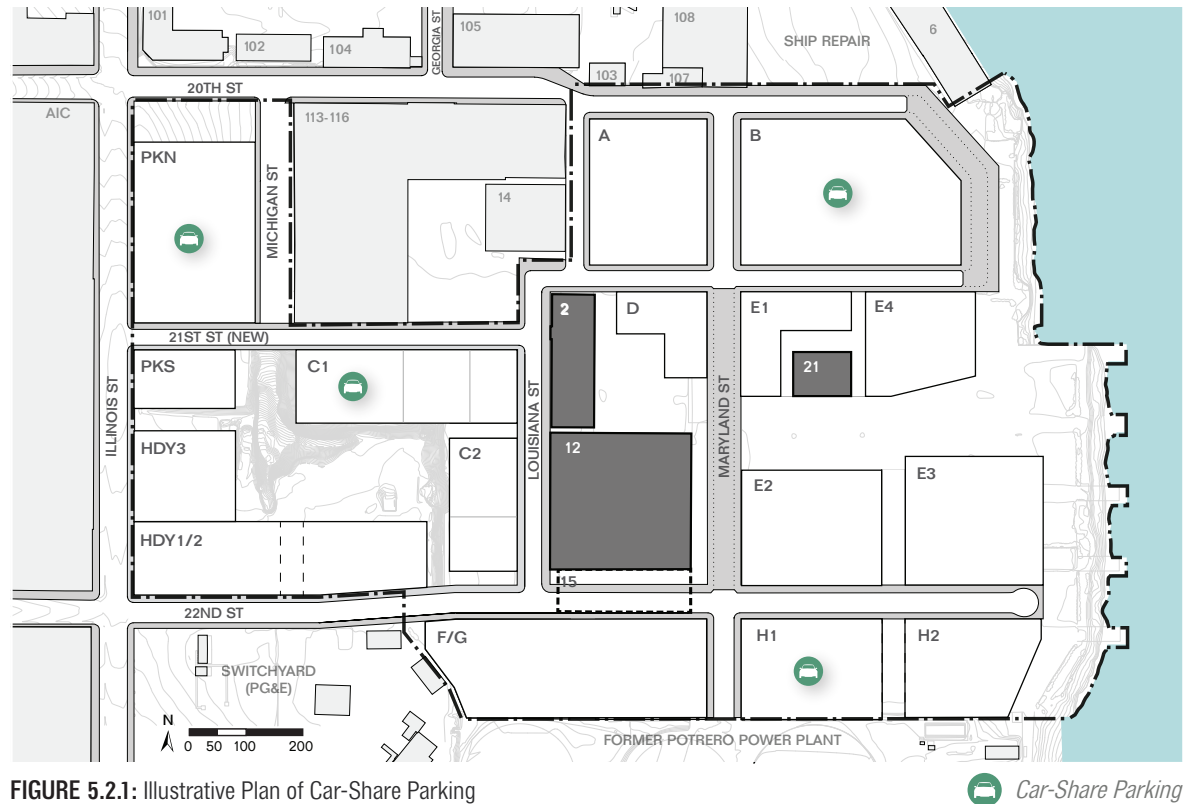 101
102
104
GEORGIA ST
105
108
103
107
SHIP REPAIR
6
20TH ST
AIC
PKN
MICHIGAN ST
113-116
14
A
B
21ST ST (NEW)
ILLINOIS ST
PKS
C1
LOUISIANA ST
2
D
MARYLAND ST
E1
E4
21
HDY3
C2
12
E2
E3
HDY1/2
15
22ND ST
F/G
H1
H2
SWITCHYARD
(PG&E)
N
0 50 100 200
FORMER POTRERO POWER PLANT
FIGURE 5.2.1: Illustrative Plan of Car-Share Parking
Car-Share Parking